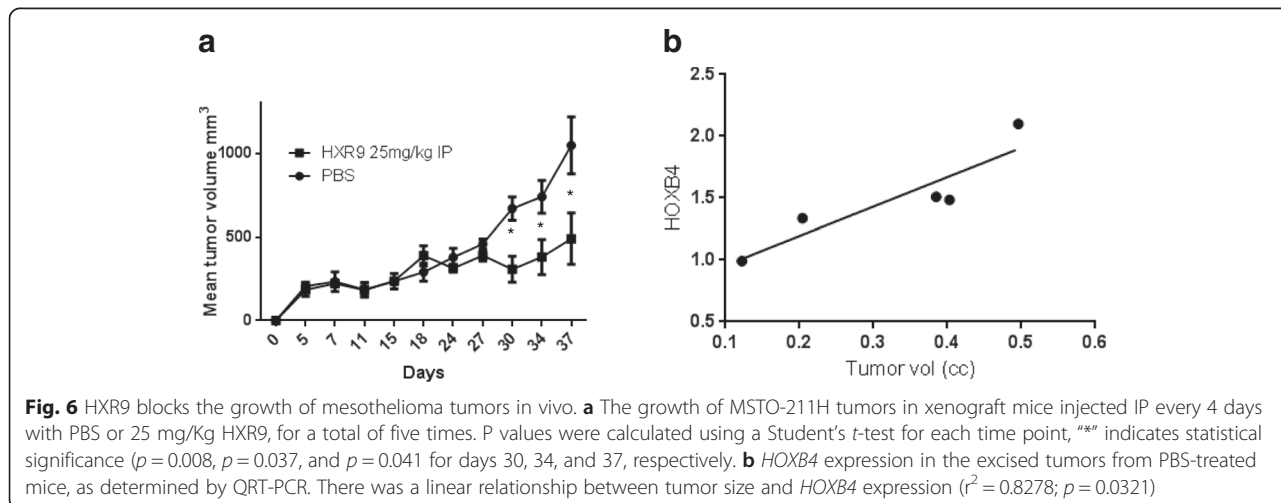 a
Mean tumor volume mm³
1000
500
0
HXR9 25mg/kg IP
PBS
*
*
*
0 5 7 11 15 18 24 27 30 34 37
Days
b
HOXB4
2.5
2.0
1.5
1.0
0.5
0.1 0.2 0.3 0.4 0.5 0.6
Tumor vol (cc)
Fig. 6 HXR9 blocks the growth of mesothelioma tumors in vivo. a The growth of MSTO-211H tumors in xenograft mice injected IP every 4 days
with PBS or 25 mg/Kg HXR9, for a total of five times. P values were calculated using a Student's t-test for each time point, "*" indicates statistical
significance (p = 0.008, p = 0.037, and p = 0.041 for days 30, 34, and 37, respectively. b HOXB4 expression in the excised tumors from PBS-treated
mice, as determined by QRT-PCR. There was a linear relationship between tumor size and HOXB4 expression (r² = 0.8278; p = 0.0321)